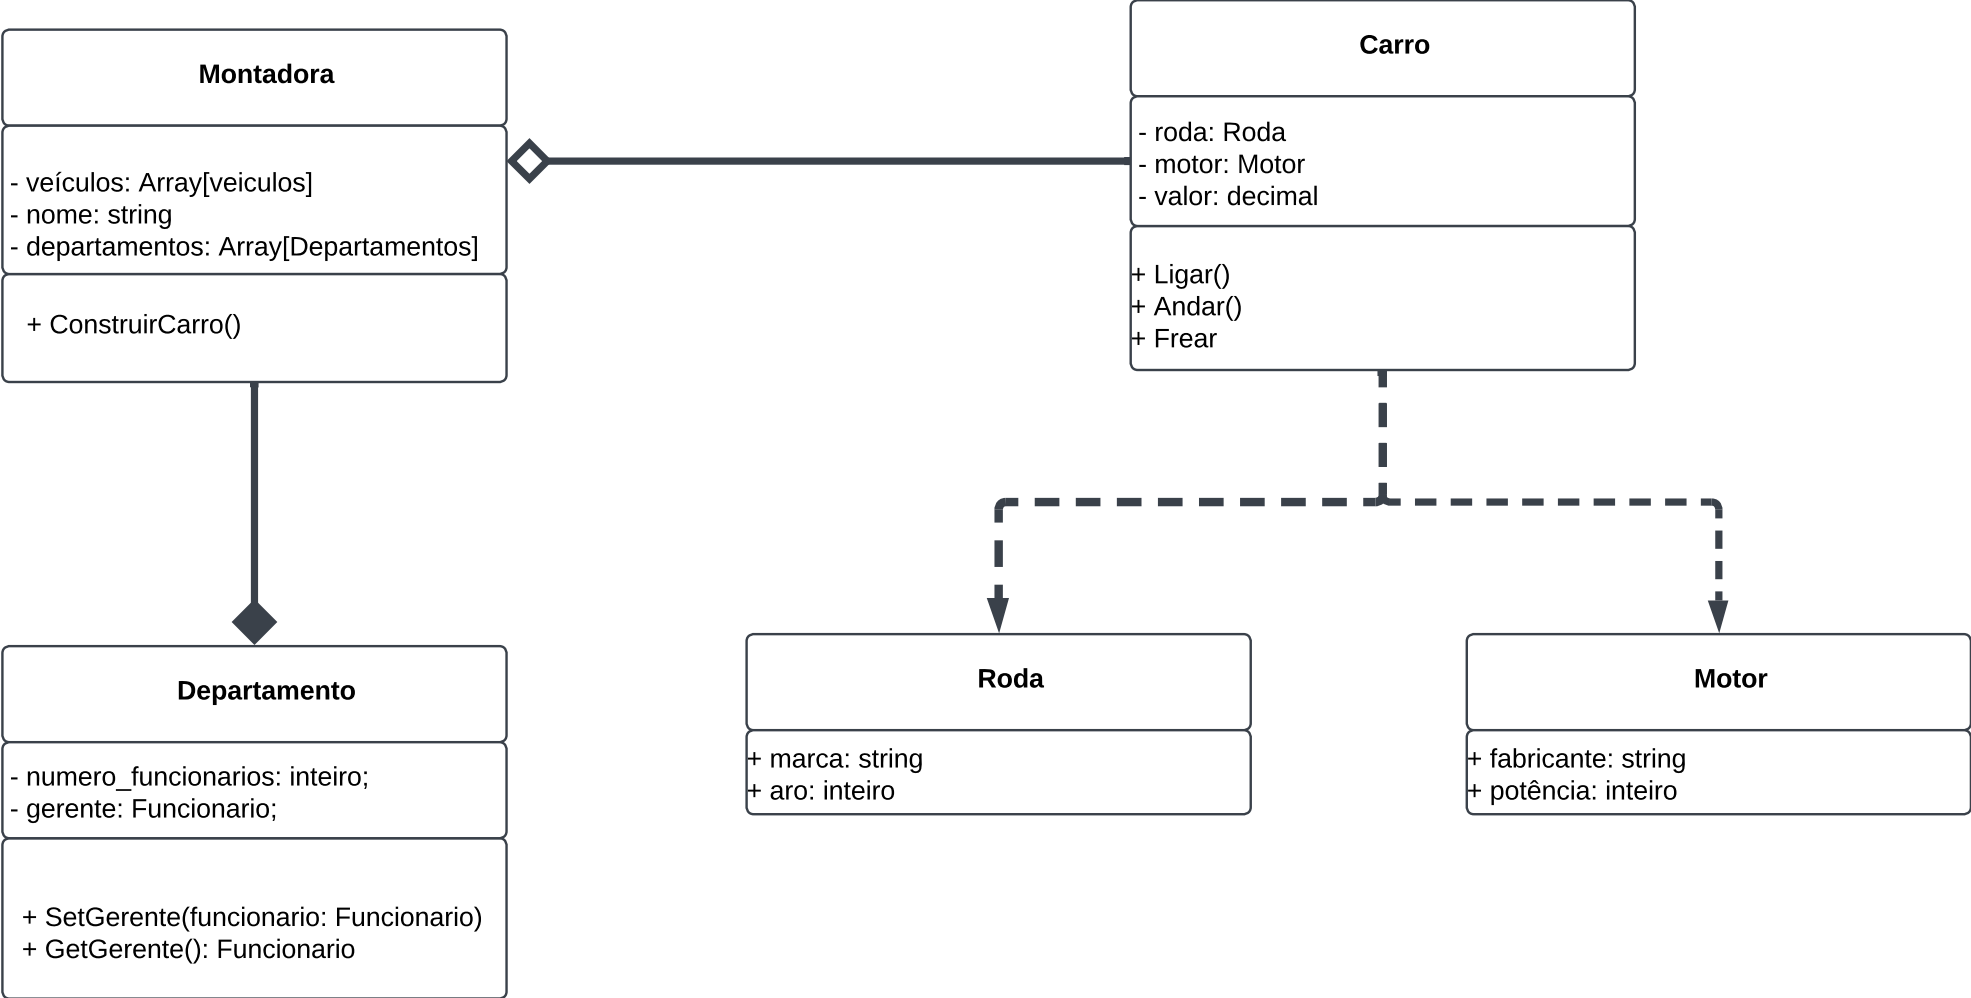 Montadora
- veículos: Array[veiculos]
- nome: string
- departamentos: Array[Departamentos]
+ ConstruirCarro()
Carro
- roda: Roda
- motor: Motor
- valor: decimal
+ Ligar()
+ Andar()
+ Frear
Departamento
- numero_funcionarios: inteiro;
- gerente: Funcionario;
+ SetGerente(funcionario: Funcionario)
+ GetGerente(): Funcionario
Roda
+ marca: string
+ aro: inteiro
Motor
+ fabricante: string
+ potência: inteiro